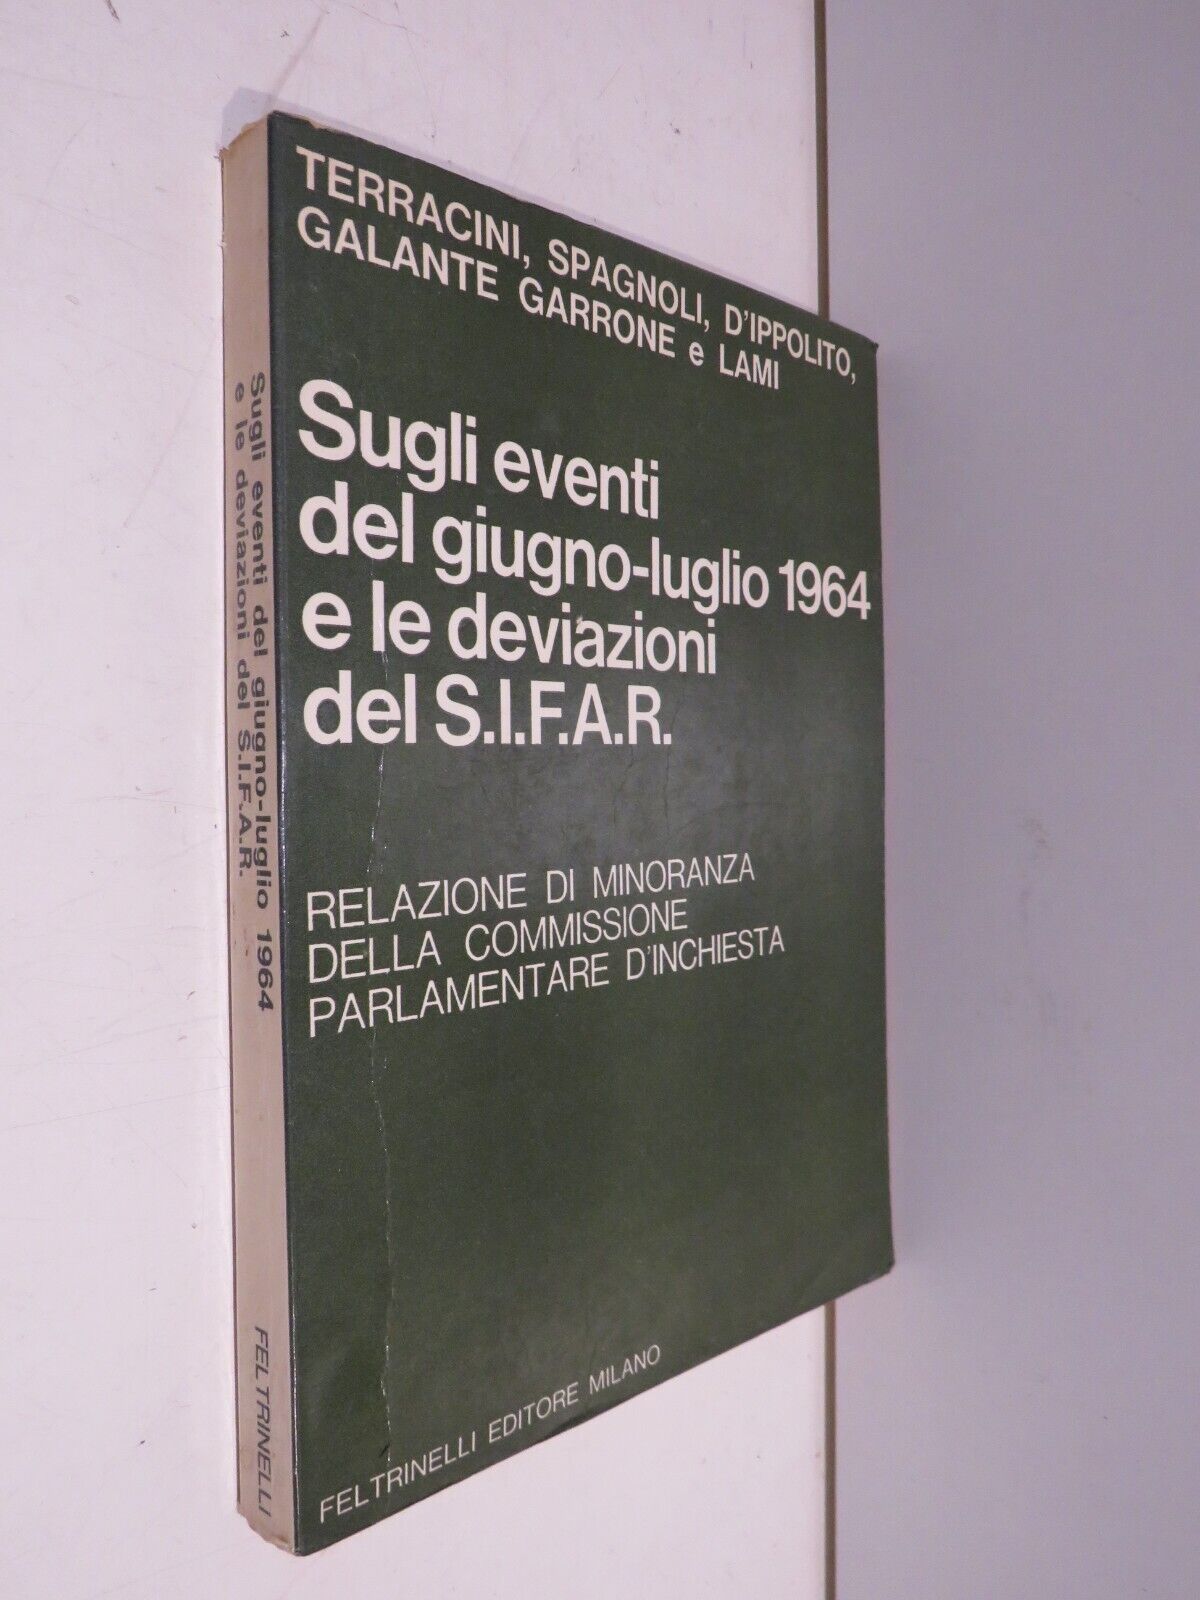 TERRACINI, SPAGNOLI, D'IPPOLITO,
GALANTE GARRONE e LAMI
Sugli eventi
del giugno-luglio 1964
e le deviazioni
del S.I.F.A.R.
RELAZIONE DI MINORANZA
DELLA COMMISSIONE
PARLAMENTARE D'INCHIESTA
FELTRINELLI EDITORE MILANO
Sugli eventi del giugno-luglio 1964
e le deviazioni del S.I.F.A.R.
FELTRINELLI